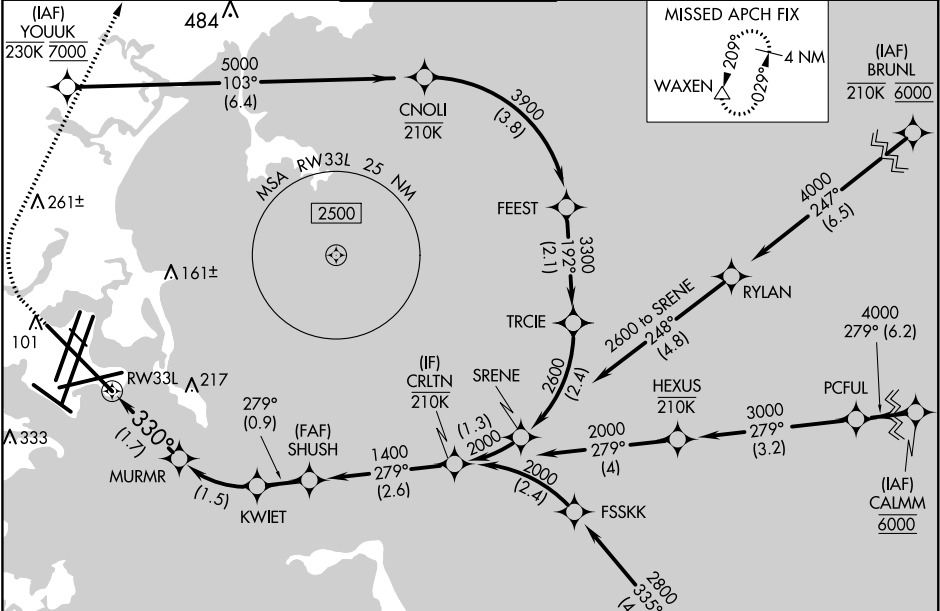 (IAF)
YOUUK
230K 7000
484
5000
103°
(6.4)
CNOLI
210K
3900
(3.8)
MISSED APCH FIX
209°
029°
4 NM
WAXEN
(IAF)
BRUNL
210K 6000
4000
247°
(6.5)
MSA RW33L 25 NM
2500
261±
161±
FEEST
3300
192°
(2.1)
TRCIE
2600
(2.4)
RYLAN
2600 to SRENE
248°
(4.8)
4000
279° (6.2)
PCFUL
3000
279°
(3.2)
(IAF)
CALMM
6000
HEXUS
210K
2000
279°
(4)
SRENE
(1.3)
2000
(IF)
CRLTN
210K
101
RW33L
217
333
330°
(1.7)
MURMR
279°
(0.9)
(FAF)
SHUSH
1400
279°
(2.6)
(1.5)
KWIET
2000
(2.4)
FSSKK
2800
335°
(4